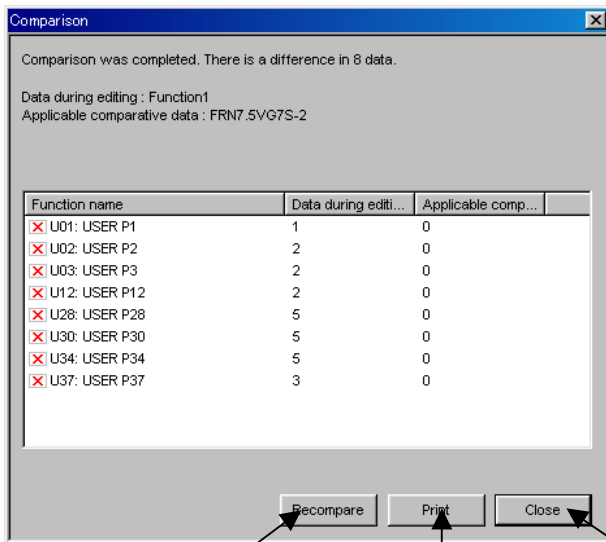 Comparison
Comparison was completed. There is a difference in 8 data.
Data during editing : Function1
Applicable comparative data : FRN7.5VG7S-2
Function name Data during editi... Applicable comp...
U01: USER P1 1 0
U02: USER P2 2 0
U03: USER P3 2 0
U12: USER P12 2 0
U28: USER P28 5 0
U30: USER P30 5 0
U34: USER P34 5 0
U37: USER P37 3 0
Recompare Print Close